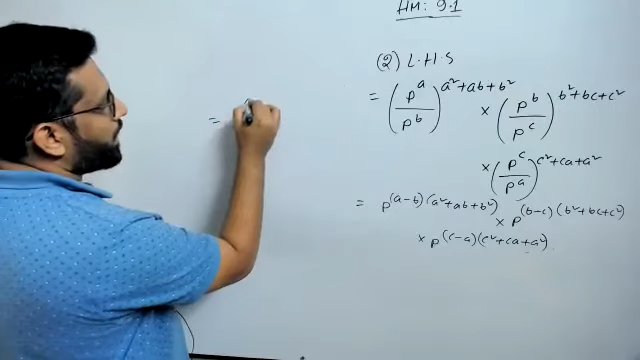 HM: 9.1
(2) L.H.S
= (p^a / p^b)^(a²+ab+b²) × (p^b / p^c)^(b²+bc+c²)
× (p^c / p^a)^(c²+ca+a²)
= p^(a-b)(a²+ab+b²) × p^(b-c)(b²+bc+c²)
× p^(c-a)(c²+ca+a²)
=